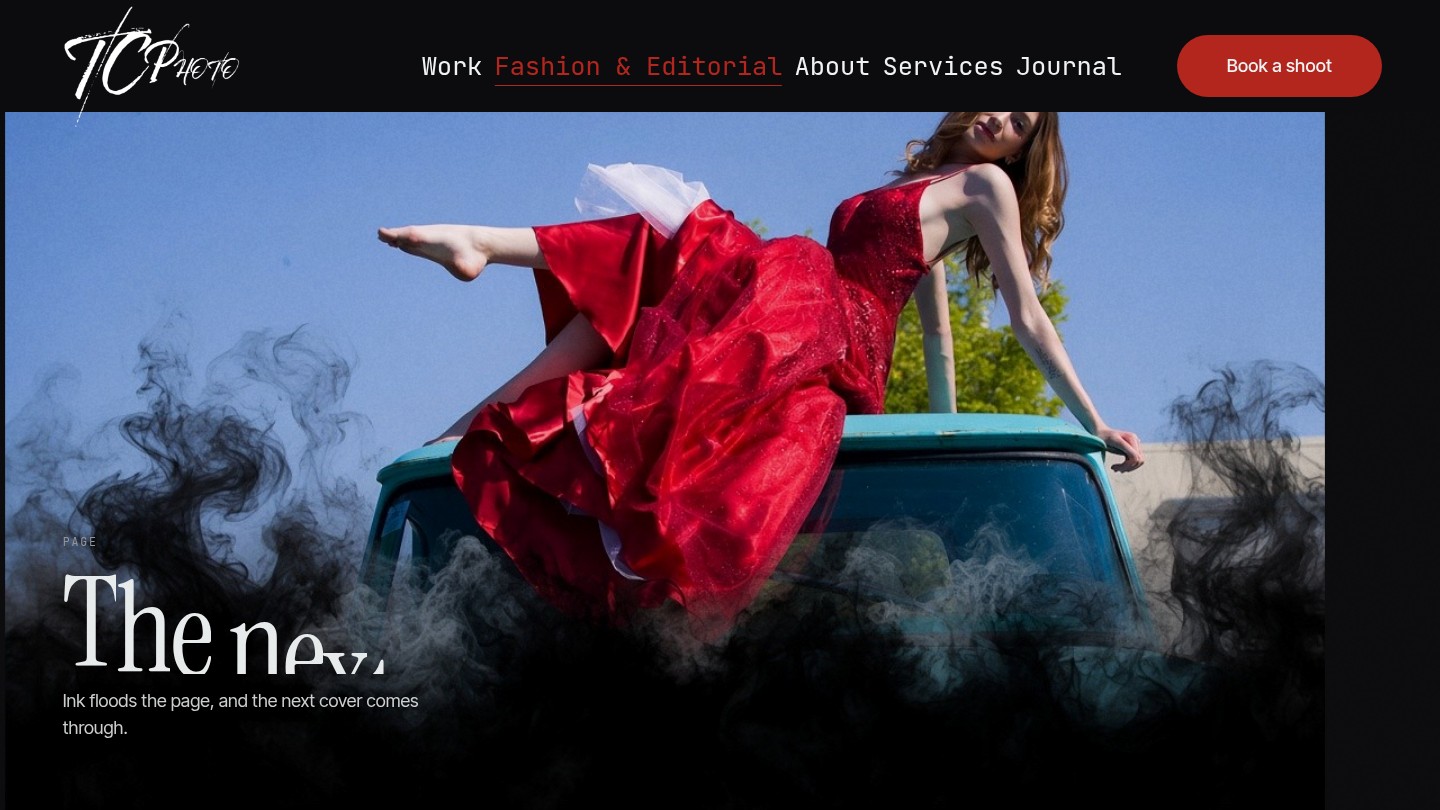 TCPHOTO
Work Fashion & Editorial About Services Journal
Book a shoot
PAGE
The nex
Ink floods the page, and the next cover comes
through.